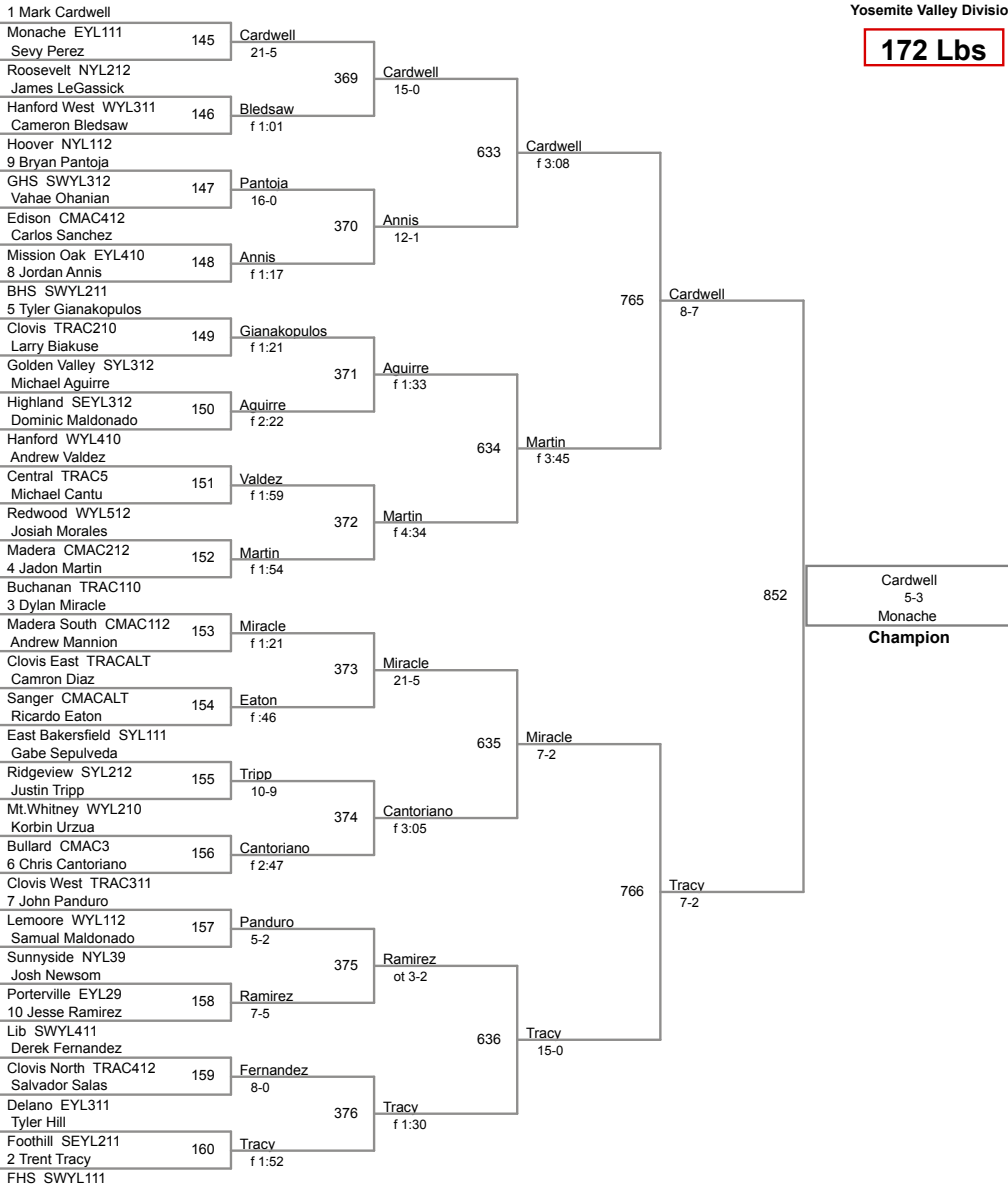 Yosemite Valley Divisio
172 Lbs
1 Mark Cardwell
Monache EYL111
Sevy Perez
Roosevelt NYL212
James LeGassick
Hanford West WYL311
Cameron Bledsaw
Hoover NYL112
9 Bryan Pantoja
GHS SWYL312
Vahae Ohanian
Edison CMAC412
Carlos Sanchez
Mission Oak EYL410
8 Jordan Annis
BHS SWYL211
5 Tyler Gianakopulos
Clovis TRAC210
Larry Biakuse
Golden Valley SYL312
Michael Aguirre
Highland SEYL312
Dominic Maldonado
Hanford WYL410
Andrew Valdez
Central TRAC5
Michael Cantu
Redwood WYL512
Josiah Morales
Madera CMAC212
4 Jadon Martin
Buchanan TRAC110
3 Dylan Miracle
Madera South CMAC112
Andrew Mannion
Clovis East TRACALT
Camron Diaz
Sanger CMACALT
Ricardo Eaton
East Bakersfield SYL111
Gabe Sepulveda
Ridgeview SYL212
Justin Tripp
Mt.Whitney WYL210
Korbin Urzua
Bullard CMAC3
6 Chris Cantoriano
Clovis West TRAC311
7 John Panduro
Lemoore WYL112
Samual Maldonado
Sunnyside NYL39
Josh Newsom
Porterville EYL29
10 Jesse Ramirez
Lib SWYL411
Derek Fernandez
Clovis North TRAC412
Salvador Salas
Delano EYL311
Tyler Hill
Foothill SEYL211
2 Trent Tracy
FHS SWYL111
145
146
147
148
149
150
151
152
153
154
155
156
157
158
159
160
Cardwell
21-5
Bledsaw
f 1:01
Pantoja
16-0
Annis
f 1:17
Gianakopulos
f 1:21
Aguirre
f 2:22
Valdez
f 1:59
Martin
f 1:54
Miracle
f 1:21
Eaton
f :46
Tripp
10-9
Cantoriano
f 2:47
Panduro
5-2
Ramirez
7-5
Fernandez
8-0
Tracy
f 1:52
369
370
371
372
373
374
375
376
Cardwell
15-0
Annis
12-1
Aguirre
f 1:33
Martin
f 4:34
Miracle
21-5
Cantoriano
f 3:05
Ramirez
ot 3-2
Tracy
f 1:30
633
634
635
636
Cardwell
f 3:08
Martin
f 3:45
Miracle
7-2
Tracy
15-0
765
766
Cardwell
8-7
Tracy
7-2
852
Cardwell
5-3
Monache
Champion